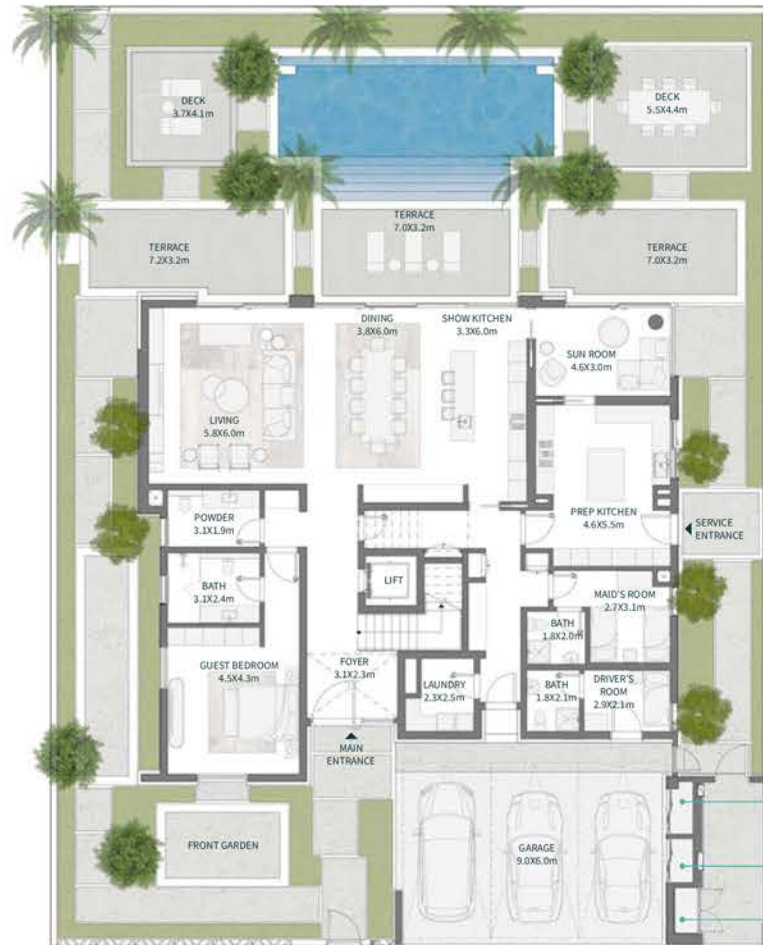 DECK
3.7X4.1m
DECK
5.5X4.4m
TERRACE
7.2X3.2m
TERRACE
7.0X3.2m
TERRACE
7.0X3.2m
DINING
3.8X6.0m
SHOW KITCHEN
3.3X6.0m
SUN ROOM
4.6X3.0m
LIVING
5.8X6.0m
POWDER
3.1X1.9m
PREP KITCHEN
4.6X5.5m
SERVICE
ENTRANCE
BATH
3.1X2.4m
LIFT
MAID'S ROOM
2.7X3.1m
BATH
1.8X2.0m
GUEST BEDROOM
4.5X4.3m
FOYER
3.1X2.3m
LAUNDRY
2.3X2.5m
BATH
1.8X2.1m
DRIVER'S
ROOM
2.9X2.1m
MAIN
ENTRANCE
FRONT GARDEN
GARAGE
9.0X6.0m